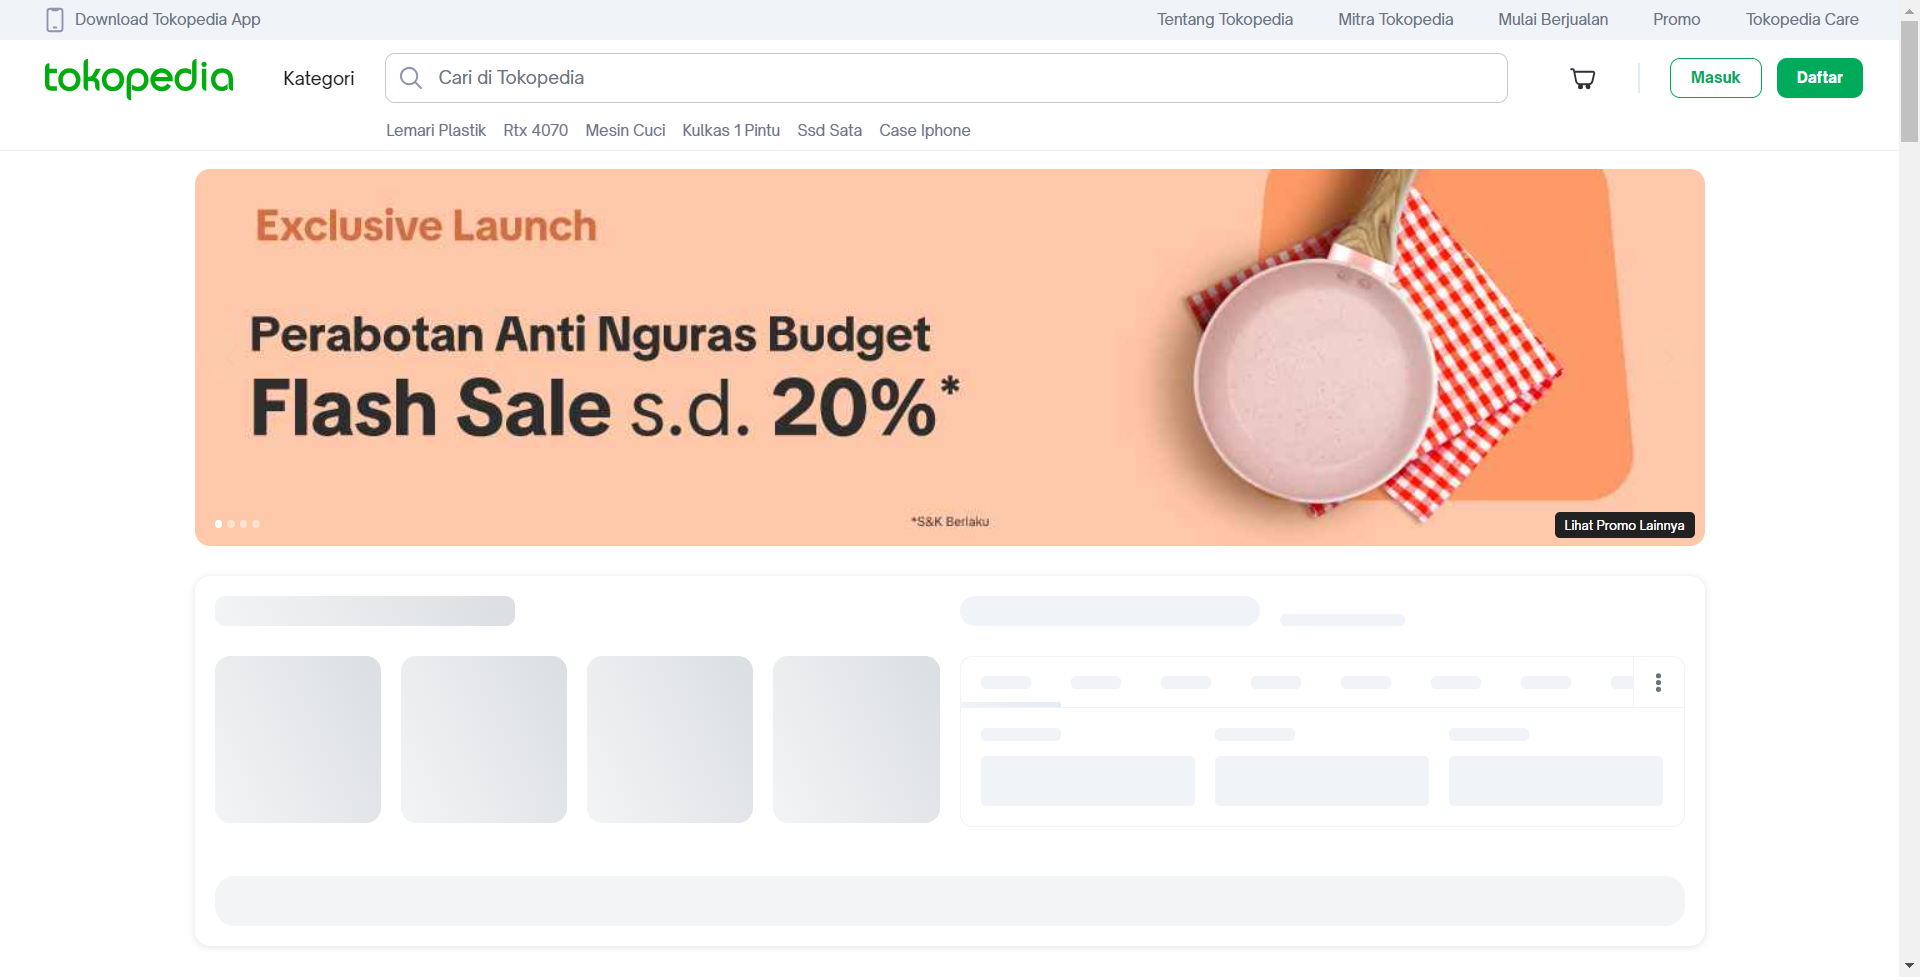 Download Tokopedia App
Tentang Tokopedia
Mitra Tokopedia
Mulai Berjualan
Promo
Tokopedia Care
tokopedia
Kategori
Cari di Tokopedia
Masuk
Daftar
Lemari Plastik
Rtx 4070
Mesin Cuci
Kulkas 1 Pintu
Ssd Sata
Case Iphone
Exclusive Launch
Perabotan Anti Nguras Budget
Flash Sale s.d. 20%*
*S&K Berlaku
Lihat Promo Lainnya